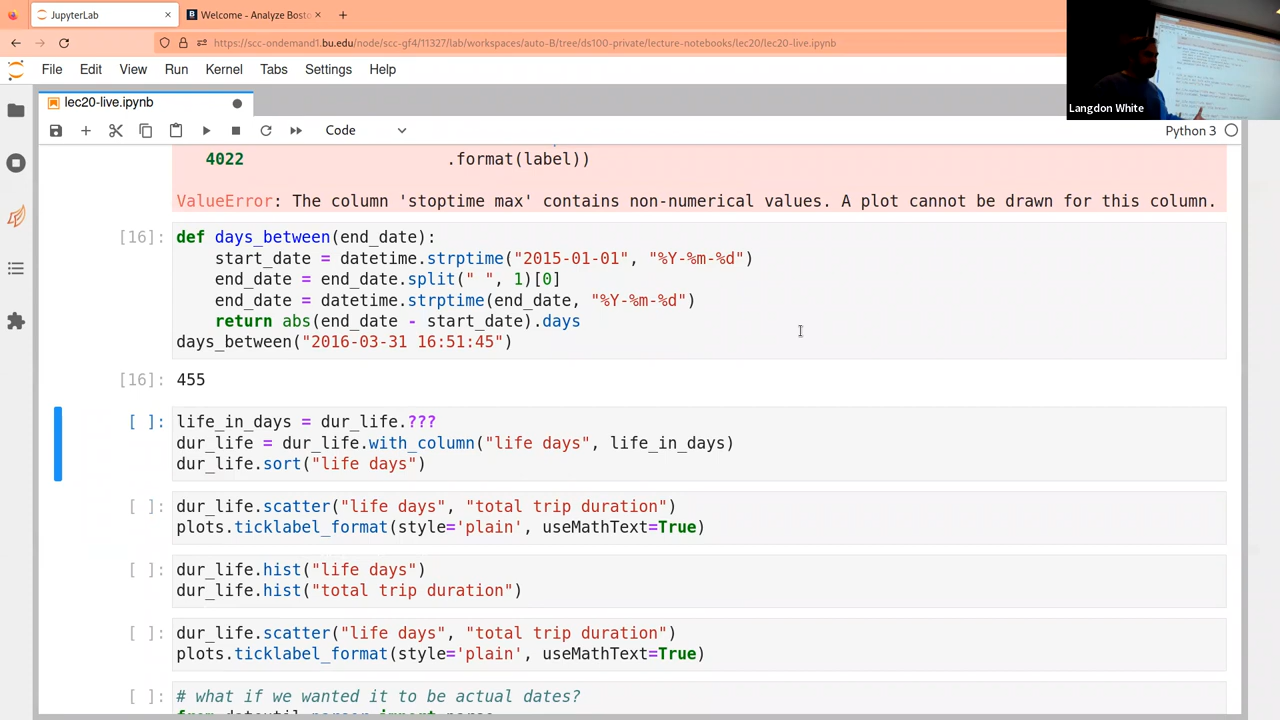 JupyterLab
Welcome - Analyze Bosto
https://scc-ondemand1.bu.edu/node/scc-gf4/11327/lab/workspaces/auto-B/tree/ds100-private/lecture-notebooks/lec20/lec20-live.ipynb
File Edit View Run Kernel Tabs Settings Help
Langdon White
lec20-live.ipynb
Code
Python 3
4022 .format(label))
ValueError: The column 'stoptime max' contains non-numerical values. A plot cannot be drawn for this column.
[16]: def days_between(end_date):
start_date = datetime.strptime("2015-01-01", "%Y-%m-%d")
end_date = end_date.split(" ", 1)[0]
end_date = datetime.strptime(end_date, "%Y-%m-%d")
return abs(end_date - start_date).days
days_between("2016-03-31 16:51:45")
[16]: 455
[ ]: life_in_days = dur_life.???
dur_life = dur_life.with_column("life days", life_in_days)
dur_life.sort("life days")
[ ]: dur_life.scatter("life days", "total trip duration")
plots.ticklabel_format(style='plain', useMathText=True)
[ ]: dur_life.hist("life days")
dur_life.hist("total trip duration")
[ ]: dur_life.scatter("life days", "total trip duration")
plots.ticklabel_format(style='plain', useMathText=True)
[ ]: # what if we wanted it to be actual dates?